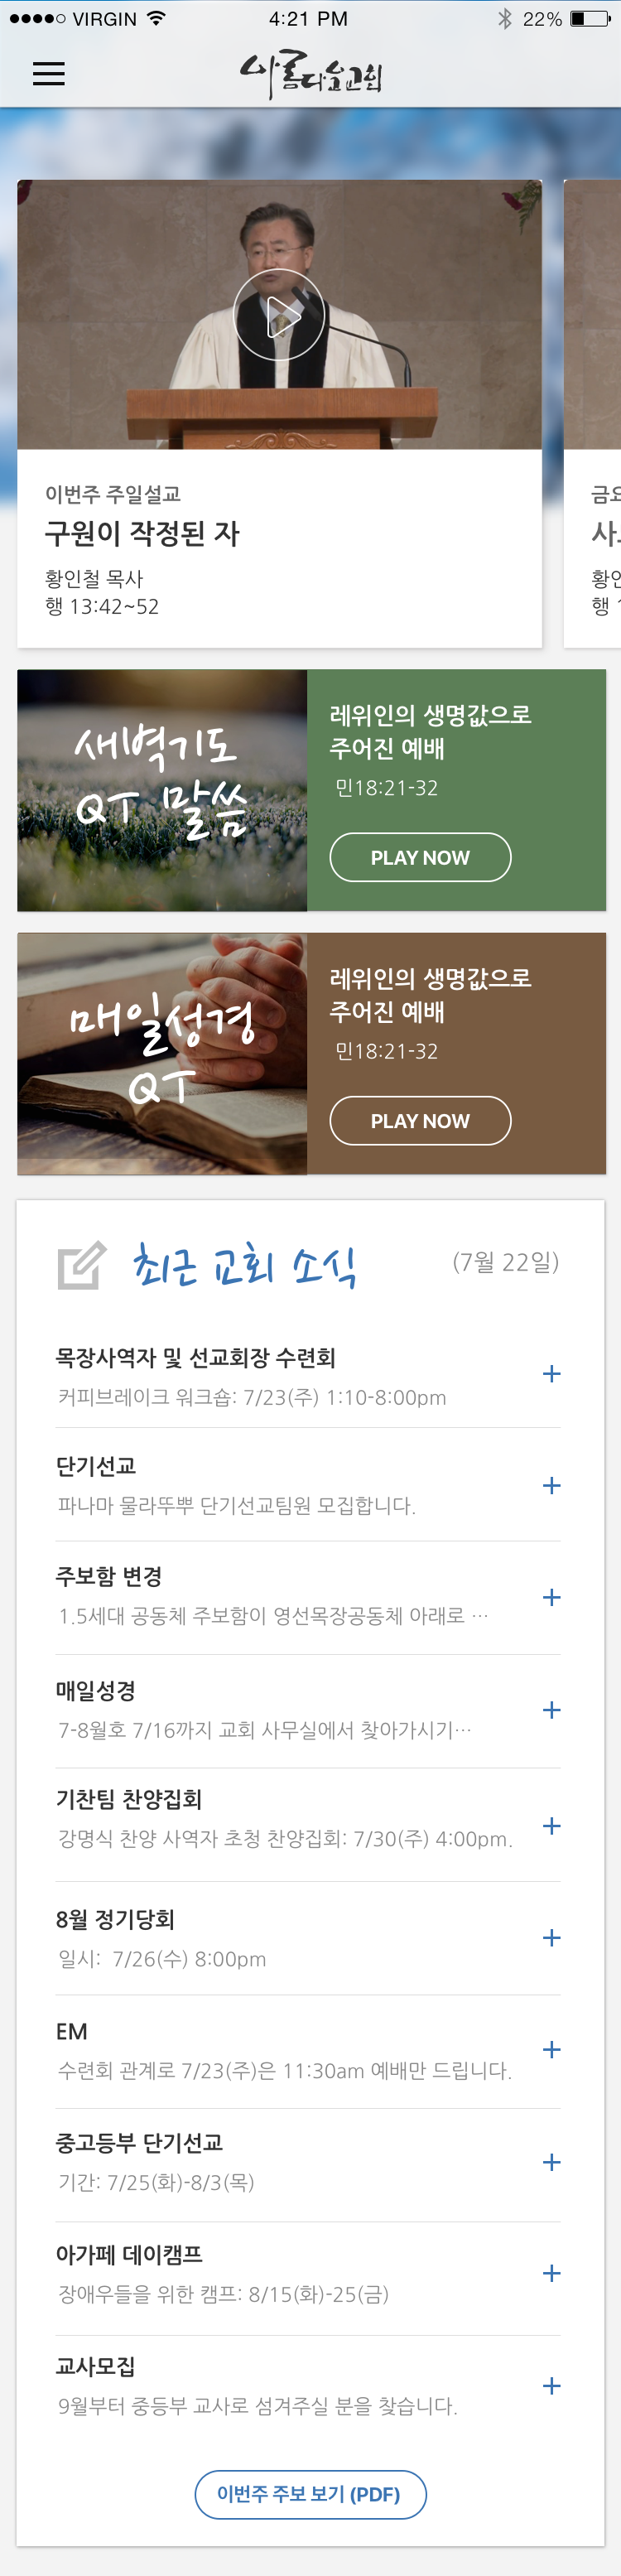 VIRGIN
4:21 PM
22%
아름다운교회
이번주 주일설교
구원이 작정된 자
황인철 목사
행 13:42~52
금요
사
황인
행 1
새벽기도
QT 말씀
레위인의 생명값으로
주어진 예배
민18:21-32
PLAY NOW
매일성경
QT
레위인의 생명값으로
주어진 예배
민18:21-32
PLAY NOW
최근 교회 소식
(7월 22일)
목장사역자 및 선교회장 수련회
커피브레이크 워크숍: 7/23(주) 1:10-8:00pm
단기선교
파나마 물라뚜뿌 단기선교팀원 모집합니다.
주보함 변경
1.5세대 공동체 주보함이 영선목장공동체 아래로 ...
매일성경
7-8월호 7/16까지 교회 사무실에서 찾아가시기...
기찬팀 찬양집회
강명식 찬양 사역자 초청 찬양집회: 7/30(주) 4:00pm.
8월 정기당회
일시: 7/26(수) 8:00pm
EM
수련회 관계로 7/23(주)은 11:30am 예배만 드립니다.
중고등부 단기선교
기간: 7/25(화)-8/3(목)
아가페 데이캠프
장애우들을 위한 캠프: 8/15(화)-25(금)
교사모집
9월부터 중등부 교사로 섬겨주실 분을 찾습니다.
이번주 주보 보기 (PDF)